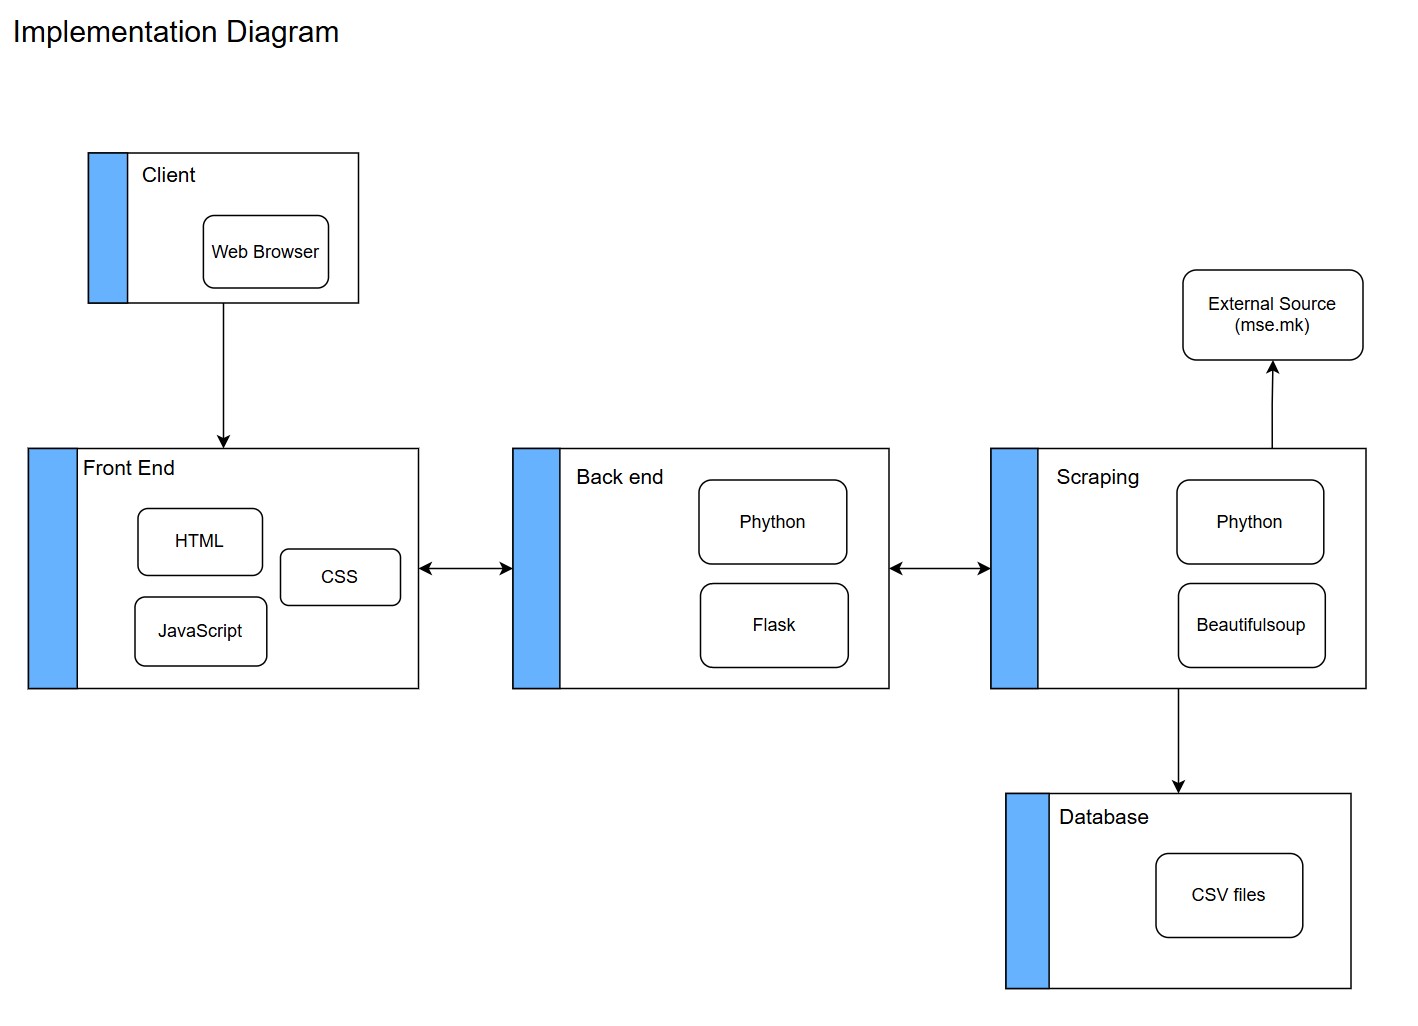 Implementation Diagram
Client
Web Browser
External Source
(mse.mk)
Front End
HTML
CSS
JavaScript
Back end
Phython
Flask
Scraping
Phython
Beautifulsoup
Database
CSV files